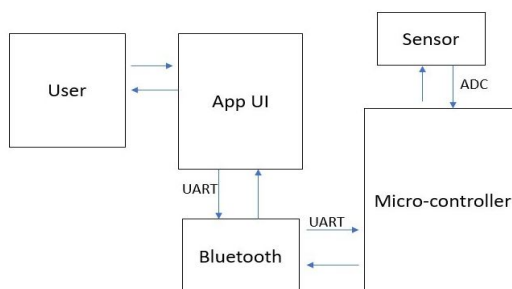 Sensor
User
App UI
ADC
UART
Micro-controller
UART
Bluetooth